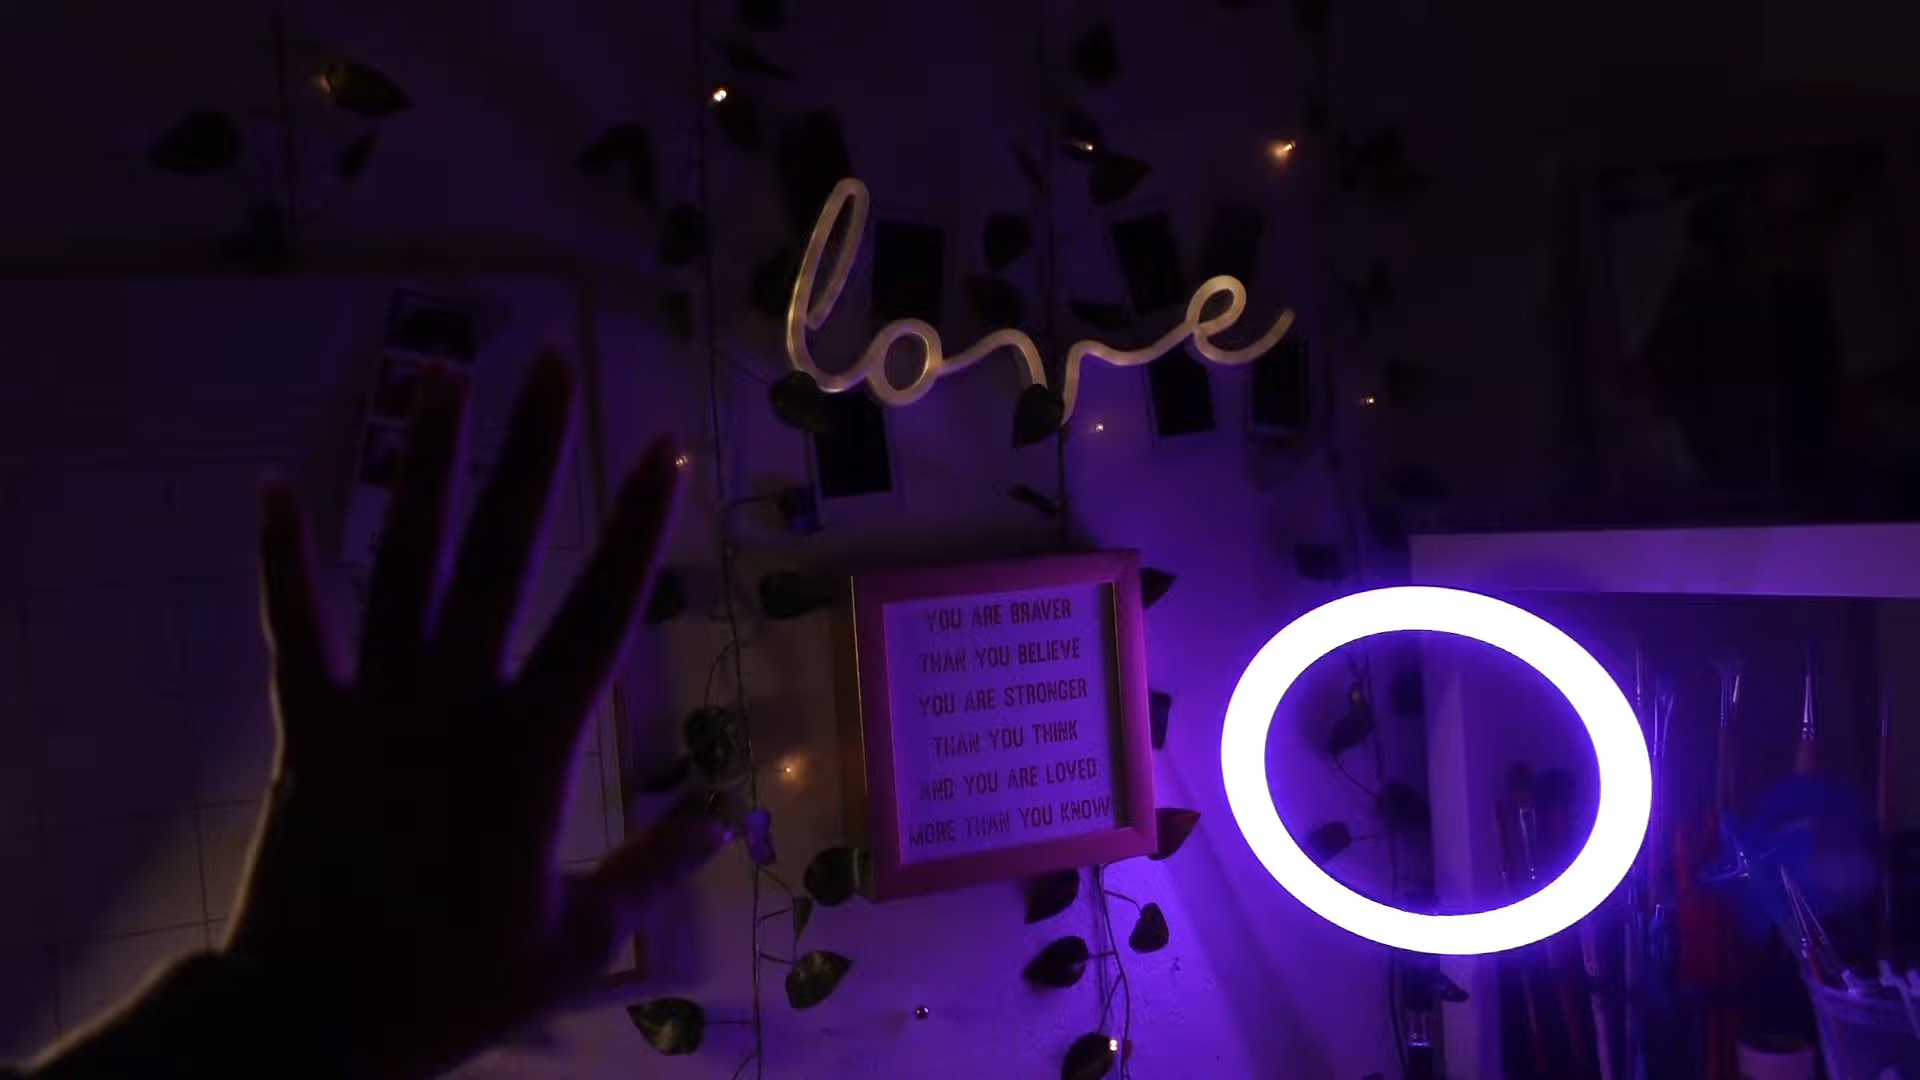 love
YOU ARE BRAVER
THAN YOU BELIEVE
YOU ARE STRONGER
THAN YOU THINK
AND YOU ARE LOVED
MORE THAN YOU KNOW